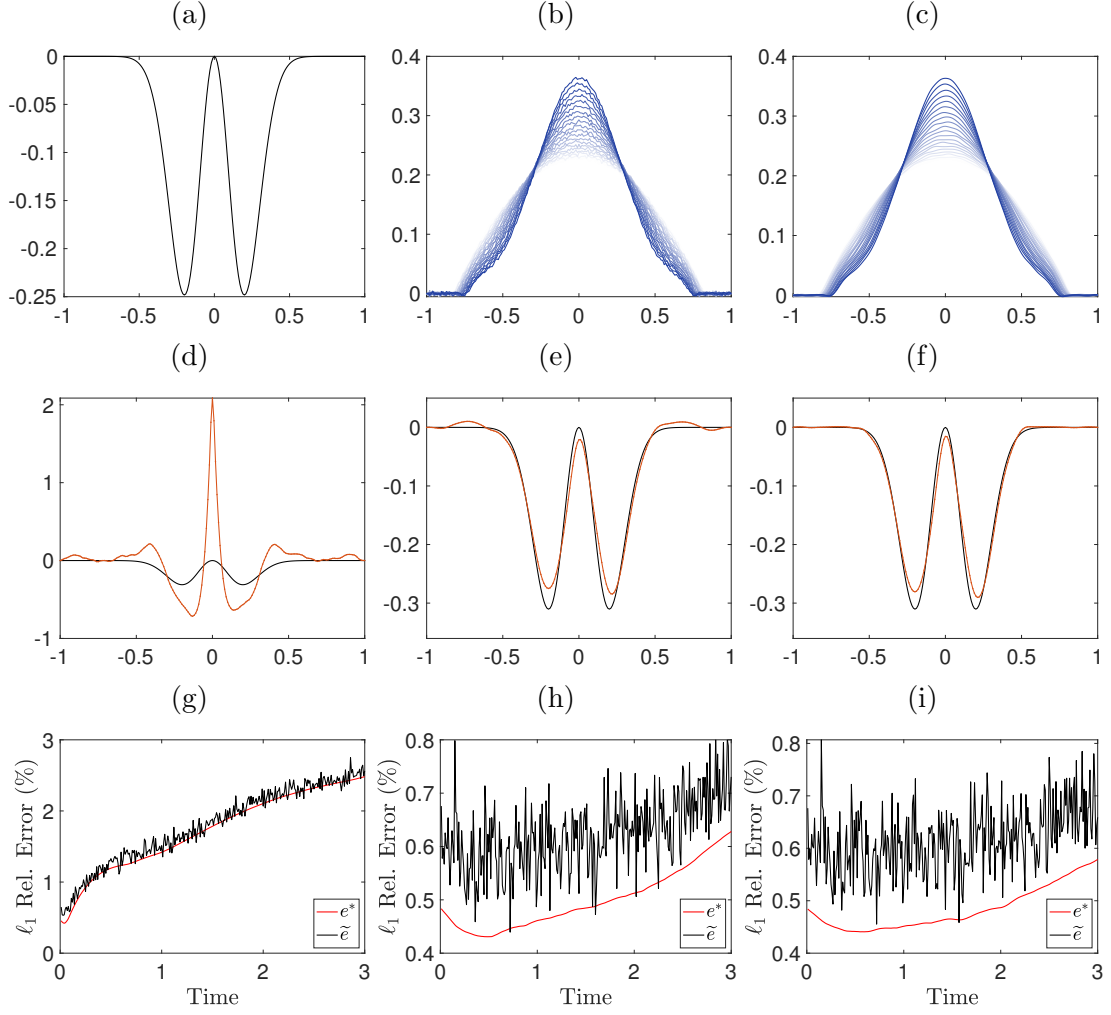 (a) (b) (c)
0 0.4 0.4
-0.05 0.3 0.3
-0.1 0.2 0.2
-0.15 0.1 0.1
-0.2 0 0
-0.25
-1 -0.5 0 0.5 1 -1 -0.5 0 0.5 1 -1 -0.5 0 0.5 1
(d) (e) (f)
2 0 0
1 -0.1 -0.1
0 -0.2 -0.2
-1 -0.3 -0.3
-1 -0.5 0 0.5 1 -1 -0.5 0 0.5 1 -1 -0.5 0 0.5 1
(g) (h) (i)
ℓ₁ Rel. Error (%) ℓ₁ Rel. Error (%) ℓ₁ Rel. Error (%)
3 0.8 0.8
2 0.7 0.7
1 0.6 0.6
0 0.5 0.5
0.4 0.4
e* e* e*
ẽ ẽ ẽ
0 1 2 3 0 1 2 3 0 1 2 3
Time Time Time